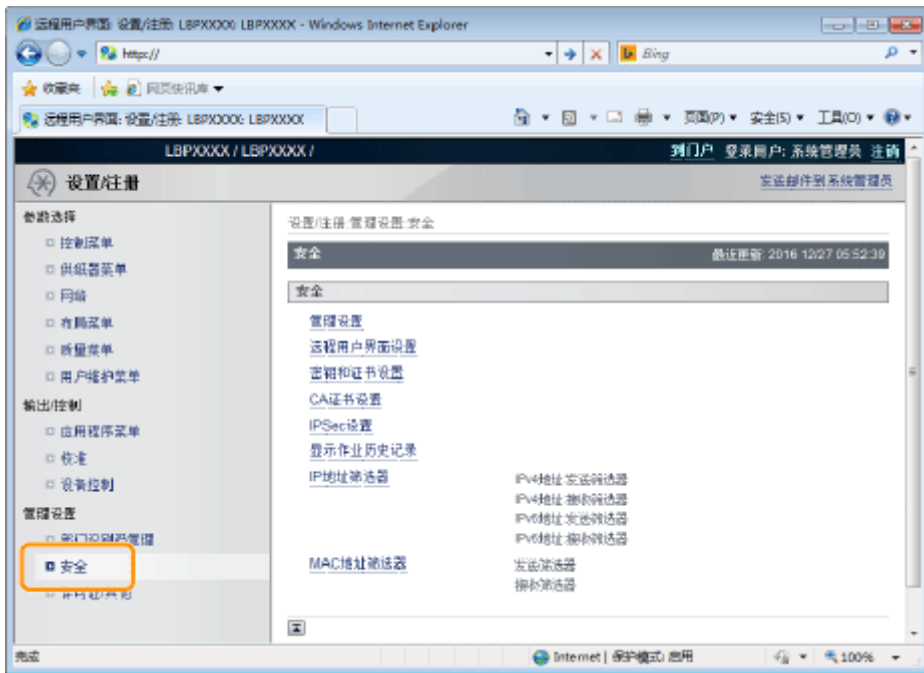 远程用户界面: 设置/注册: LBPXXXX: LBPXXXX - Windows Internet Explorer
http://
Bing
收藏夹 网页快讯库
远程用户界面: 设置/注册: LBPXXXX: LBPXXXX
页面(P) 安全(S) 工具(O)
LBPXXXX / LBPXXXX /
到门户 登录用户: 系统管理员 注销
设置/注册
发送邮件到系统管理员
参数选择
控制菜单
供纸器菜单
网络
布局菜单
质量菜单
用户维护菜单
输出/控制
应用程序菜单
校准
设备控制
管理设置
部门识别码管理
安全
许可证/其他
设置/注册:管理设置:安全
安全
最近更新: 2016 12/27 05:52:39
安全
管理设置
远程用户界面设置
密钥和证书设置
CA证书设置
IPSec设置
显示作业历史记录
IP地址筛选器
IPv4地址:发送筛选器
IPv4地址:接收筛选器
IPv6地址:发送筛选器
IPv6地址:接收筛选器
MAC地址筛选器
发送筛选器
接收筛选器
完成
Internet | 保护模式: 启用
100%